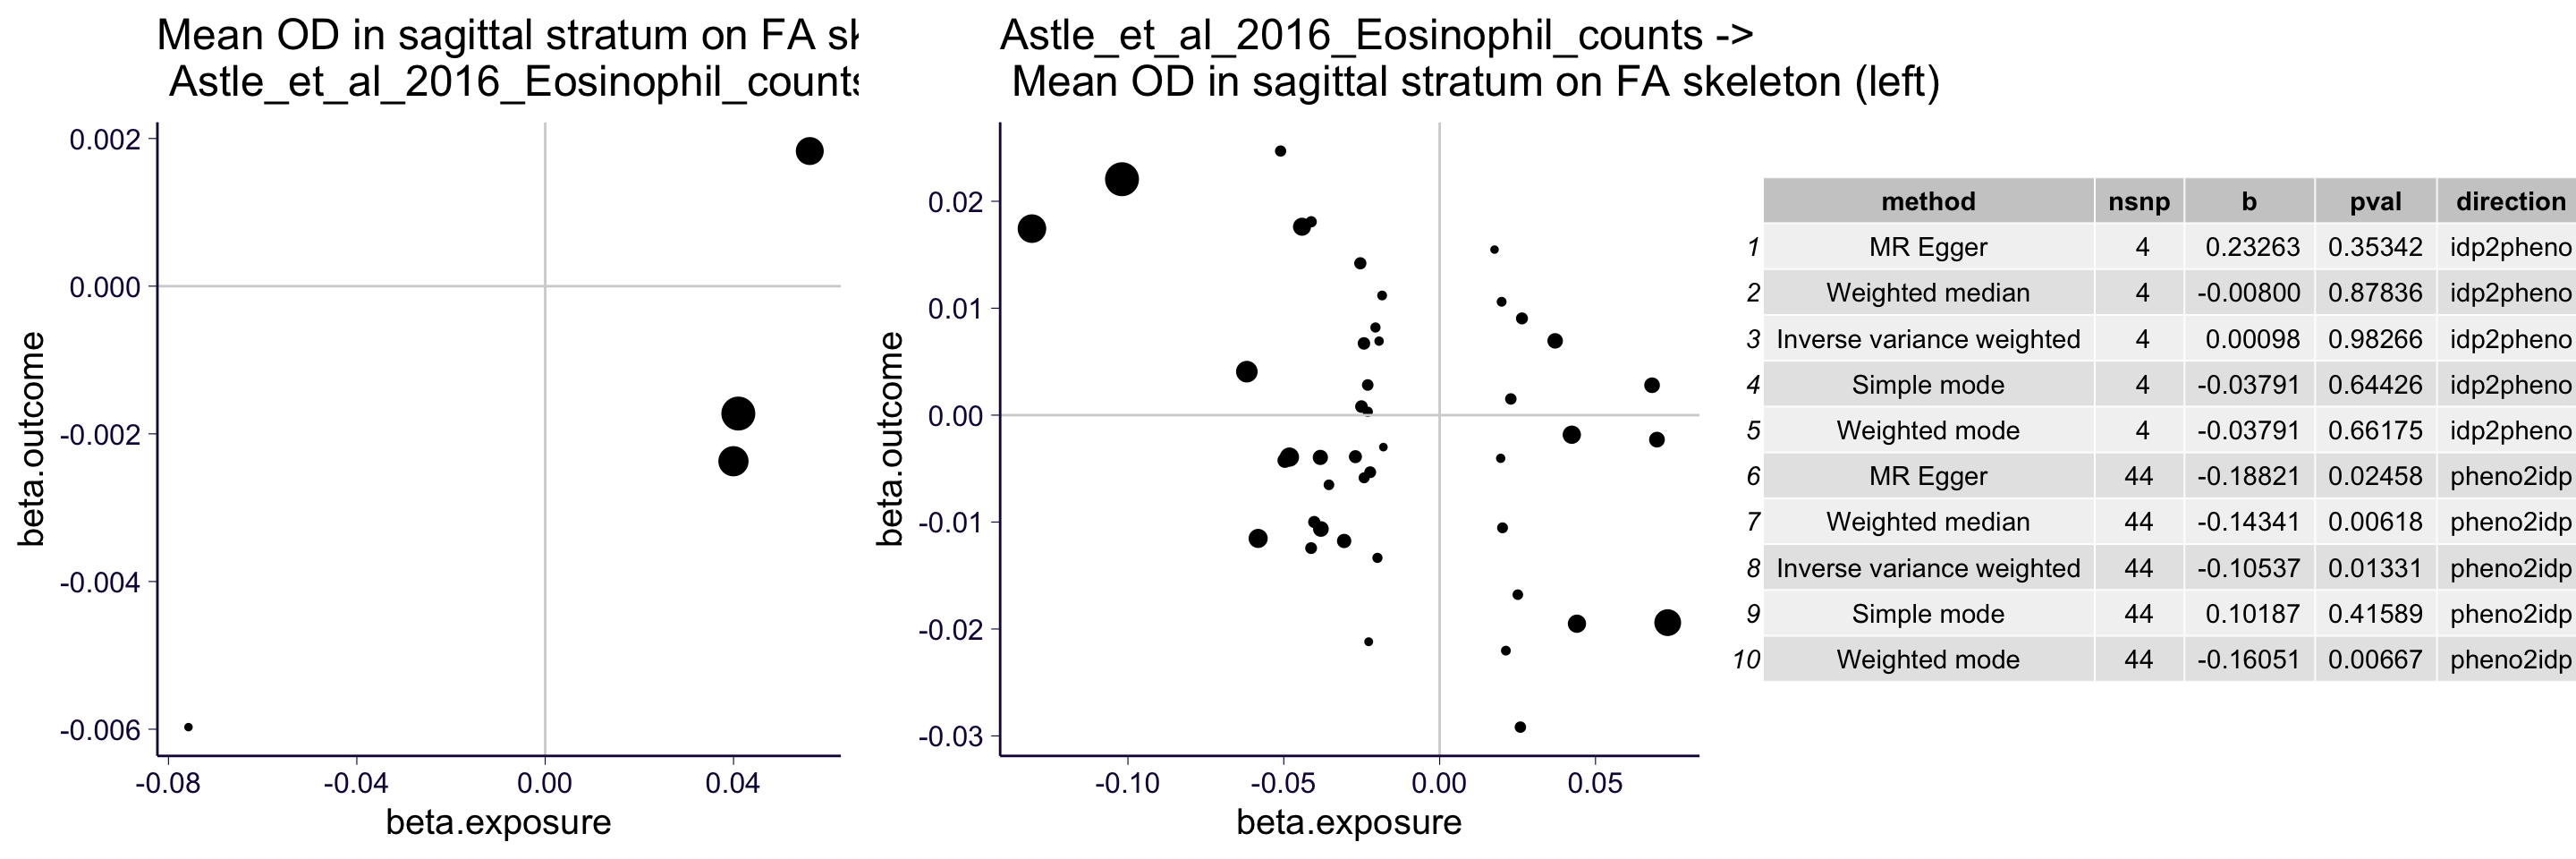 Mean OD in sagittal stratum on FA sk
Astle_et_al_2016_Eosinophil_counts
0.002
0.000
-0.002
-0.004
-0.006
beta.outcome
-0.08 -0.04 0.00 0.04
beta.exposure
Astle_et_al_2016_Eosinophil_counts ->
Mean OD in sagittal stratum on FA skeleton (left)
0.02
0.01
0.00
-0.01
-0.02
-0.03
beta.outcome
-0.10 -0.05 0.00 0.05
beta.exposure
method nsnp b pval direction
1 MR Egger 4 0.23263 0.35342 idp2pheno
2 Weighted median 4 -0.00800 0.87836 idp2pheno
3 Inverse variance weighted 4 0.00098 0.98266 idp2pheno
4 Simple mode 4 -0.03791 0.64426 idp2pheno
5 Weighted mode 4 -0.03791 0.66175 idp2pheno
6 MR Egger 44 -0.18821 0.02458 pheno2idp
7 Weighted median 44 -0.14341 0.00618 pheno2idp
8 Inverse variance weighted 44 -0.10537 0.01331 pheno2idp
9 Simple mode 44 0.10187 0.41589 pheno2idp
10 Weighted mode 44 -0.16051 0.00667 pheno2idp